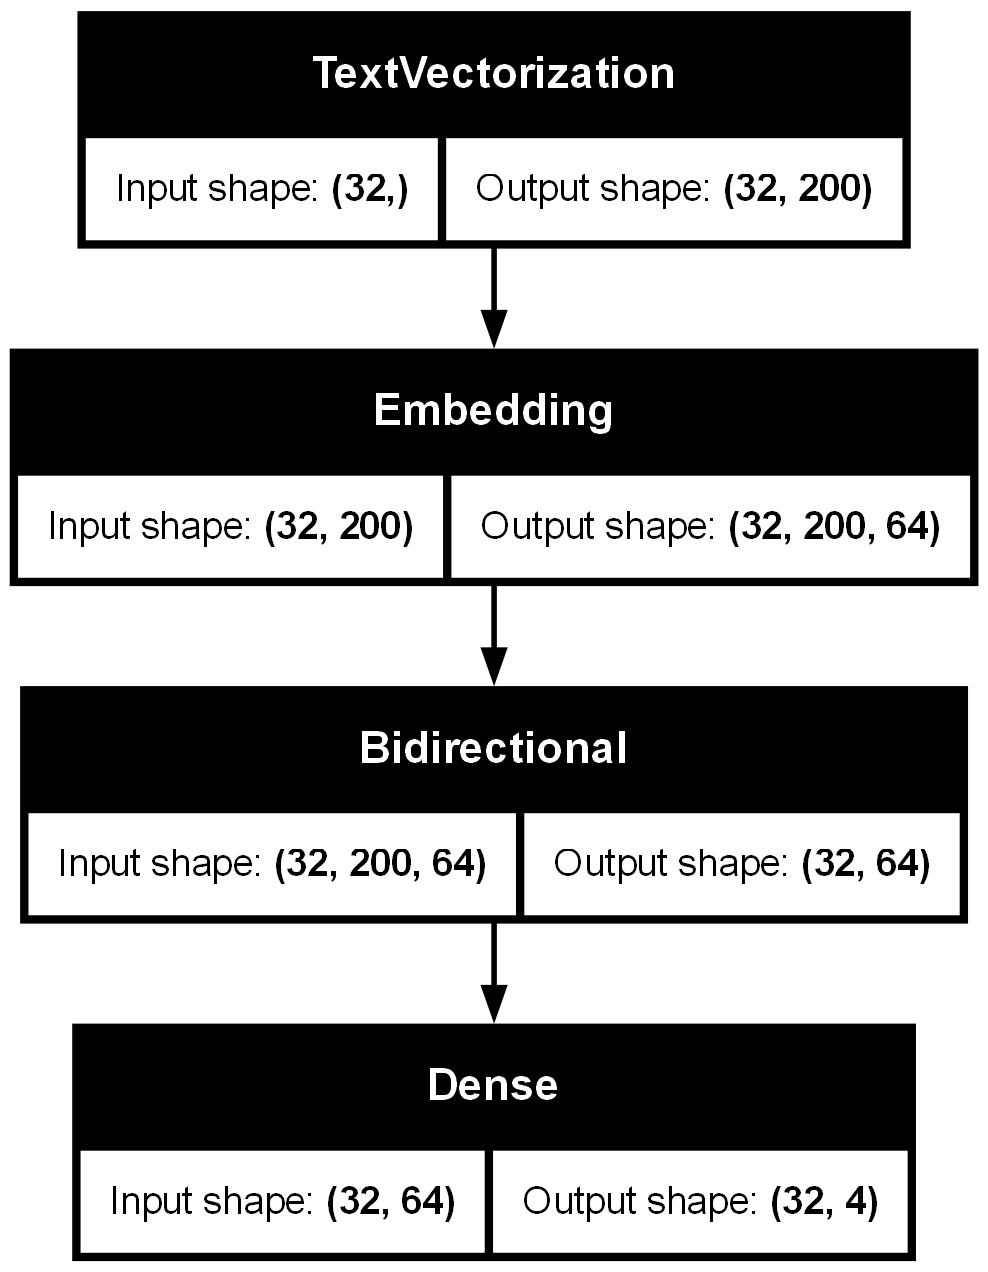 TextVectorization
Input shape: (32,) Output shape: (32, 200)
Embedding
Input shape: (32, 200) Output shape: (32, 200, 64)
Bidirectional
Input shape: (32, 200, 64) Output shape: (32, 64)
Dense
Input shape: (32, 64) Output shape: (32, 4)